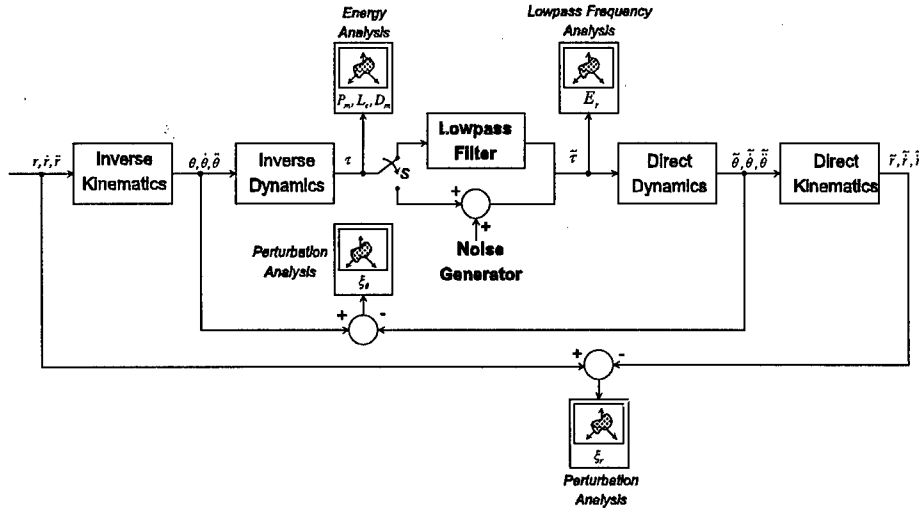 Energy
Analysis
P_m, L_c, D_m
Lowpass Frequency
Analysis
E_τ
r, ṙ, r̈
Inverse
Kinematics
θ, θ̇, θ̈
Inverse
Dynamics
τ
S
Lowpass
Filter
τ̃
Direct
Dynamics
θ̃, θ̃̇, θ̃̈
Direct
Kinematics
r̃, r̃̇, r̃̈
+
+
Noise
Generator
Perturbation
Analysis
ξ_θ
+
-
+
-
ξ_r
Perturbation
Analysis